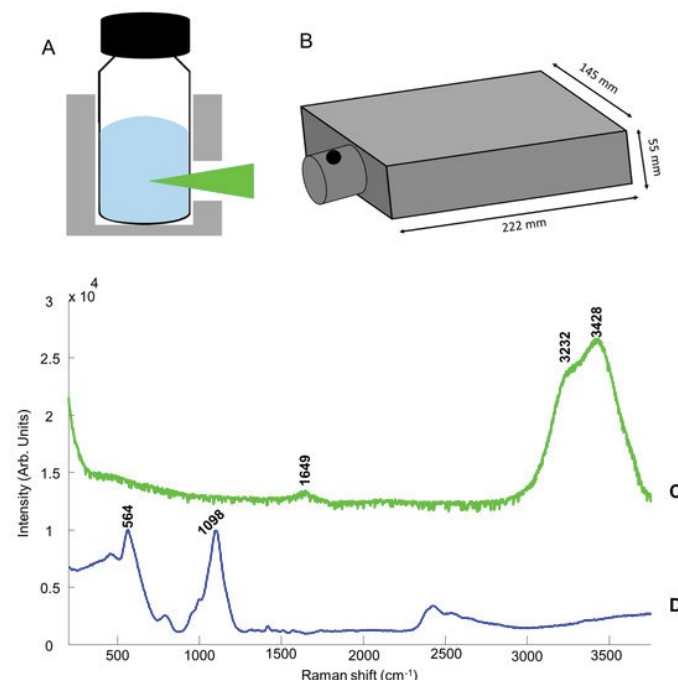 A
B
145 mm
55 mm
222 mm
x 10 4
3
2.5
2
1.5
1
0.5
0
Intensity (Arb. Units)
3232
3428
1649
C
564
1098
D
500
1000
1500
2000
2500
3000
3500
Raman shift (cm-1)